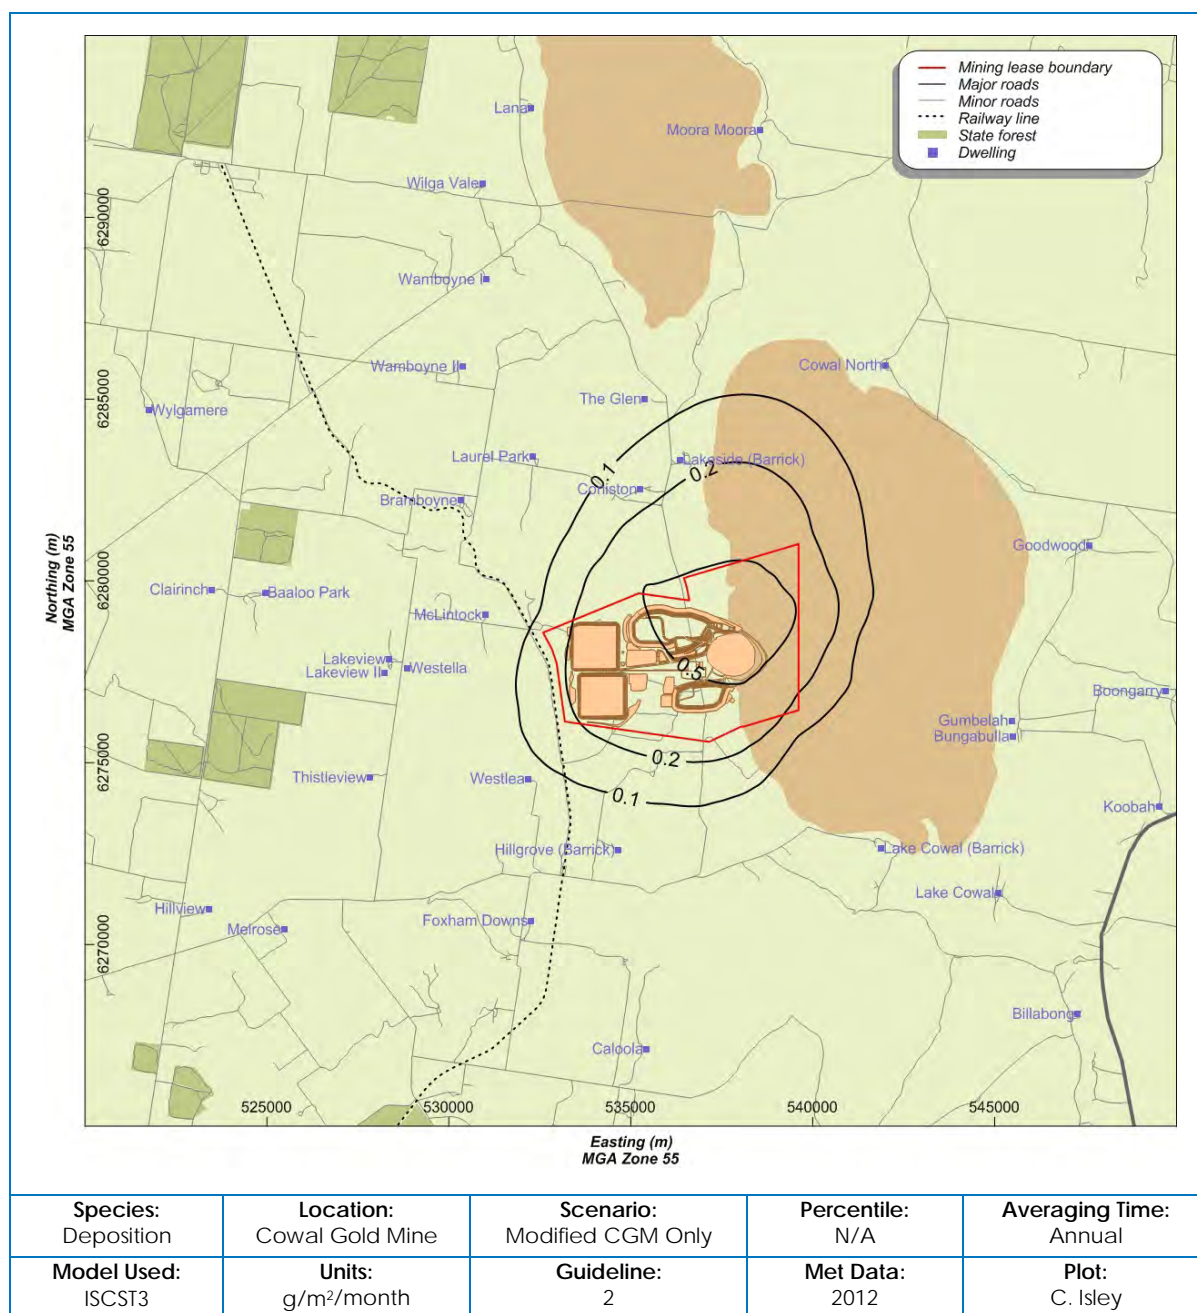 Mining lease boundary
Major roads
Minor roads
Railway line
State forest
Dwelling
Lana
Moora Moora
Wilga Vale
Wamboyne I
Wamboyne II
Cowal North
Wylgamere
The Glen
Laurel Park
Lakeside (Barrick)
0.1
0.2
Coniston
Bramboyne
Goodwood
Clairinch
Baaloo Park
McLintock
Lakeview
Lakeview II
Westella
0.5
Boongarry
Gumbelah
Bungabulla
0.2
Thistleview
Westlea
0.1
Koobah
Hillgrove (Barrick)
Lake Cowal (Barrick)
Lake Cowal
Hillview
Melrose
Foxham Downs
Billabong
Caloola
6290000
6285000
6280000
6275000
6270000
Northing (m)
MGA Zone 55
525000 530000 535000 540000 545000
Easting (m)
MGA Zone 55
Species: Location: Scenario: Percentile: Averaging Time:
Deposition Cowal Gold Mine Modified CGM Only N/A Annual
Model Used: Units: Guideline: Met Data: Plot:
ISCST3 g/m²/month 2 2012 C. Isley